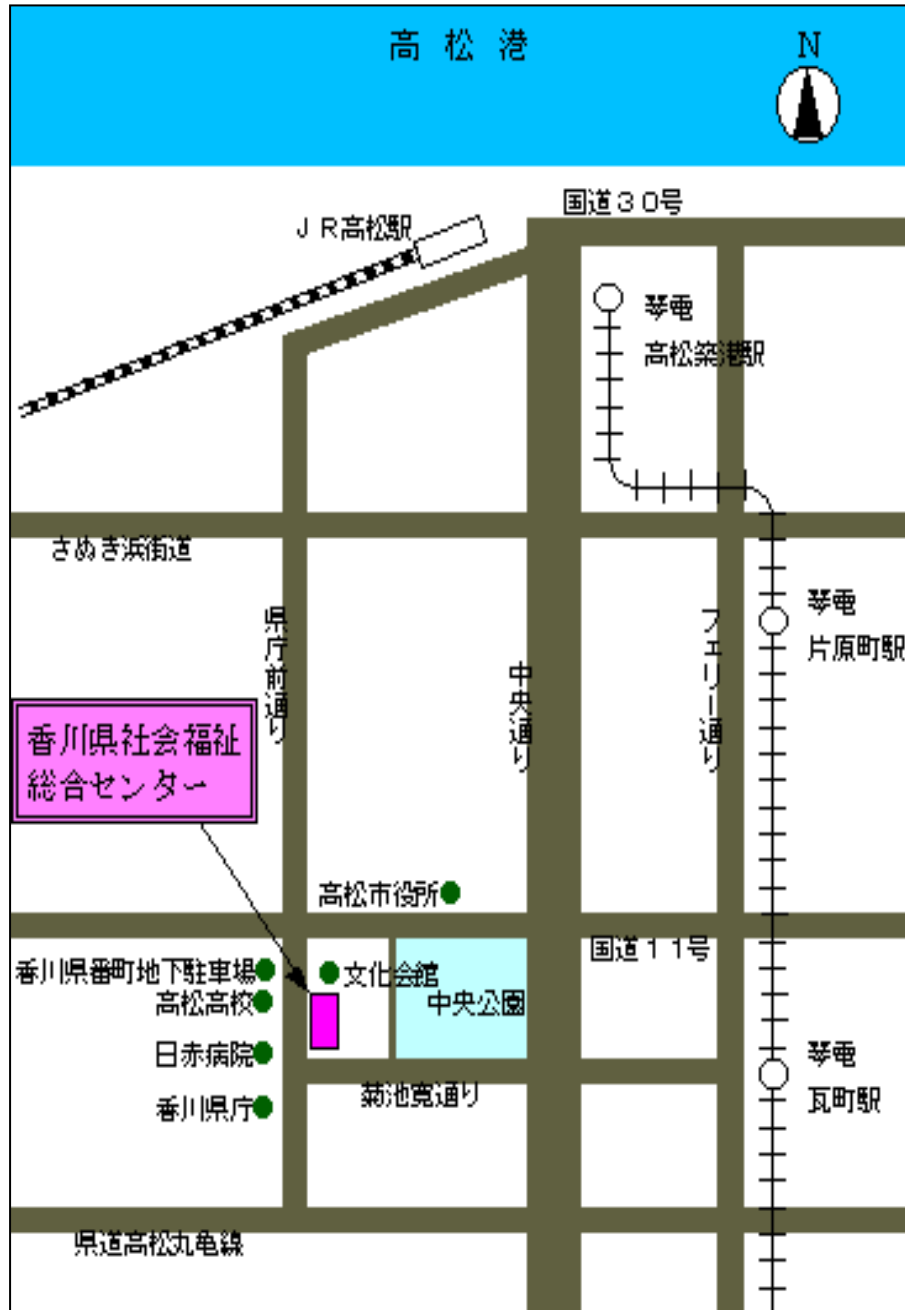 高松港
N
国道30号
JR高松駅
琴電
高松築港駅
さぬき浜街道
琴電
片原町駅
県庁前通り
中央通り
フェリー通り
香川県社会福祉
総合センター
高松市役所
国道11号
香川県番町地下駐車場
文化会館
高松高校
中央公園
日赤病院
琴電
瓦町駅
菊池寛通り
香川県庁
県道高松丸亀線